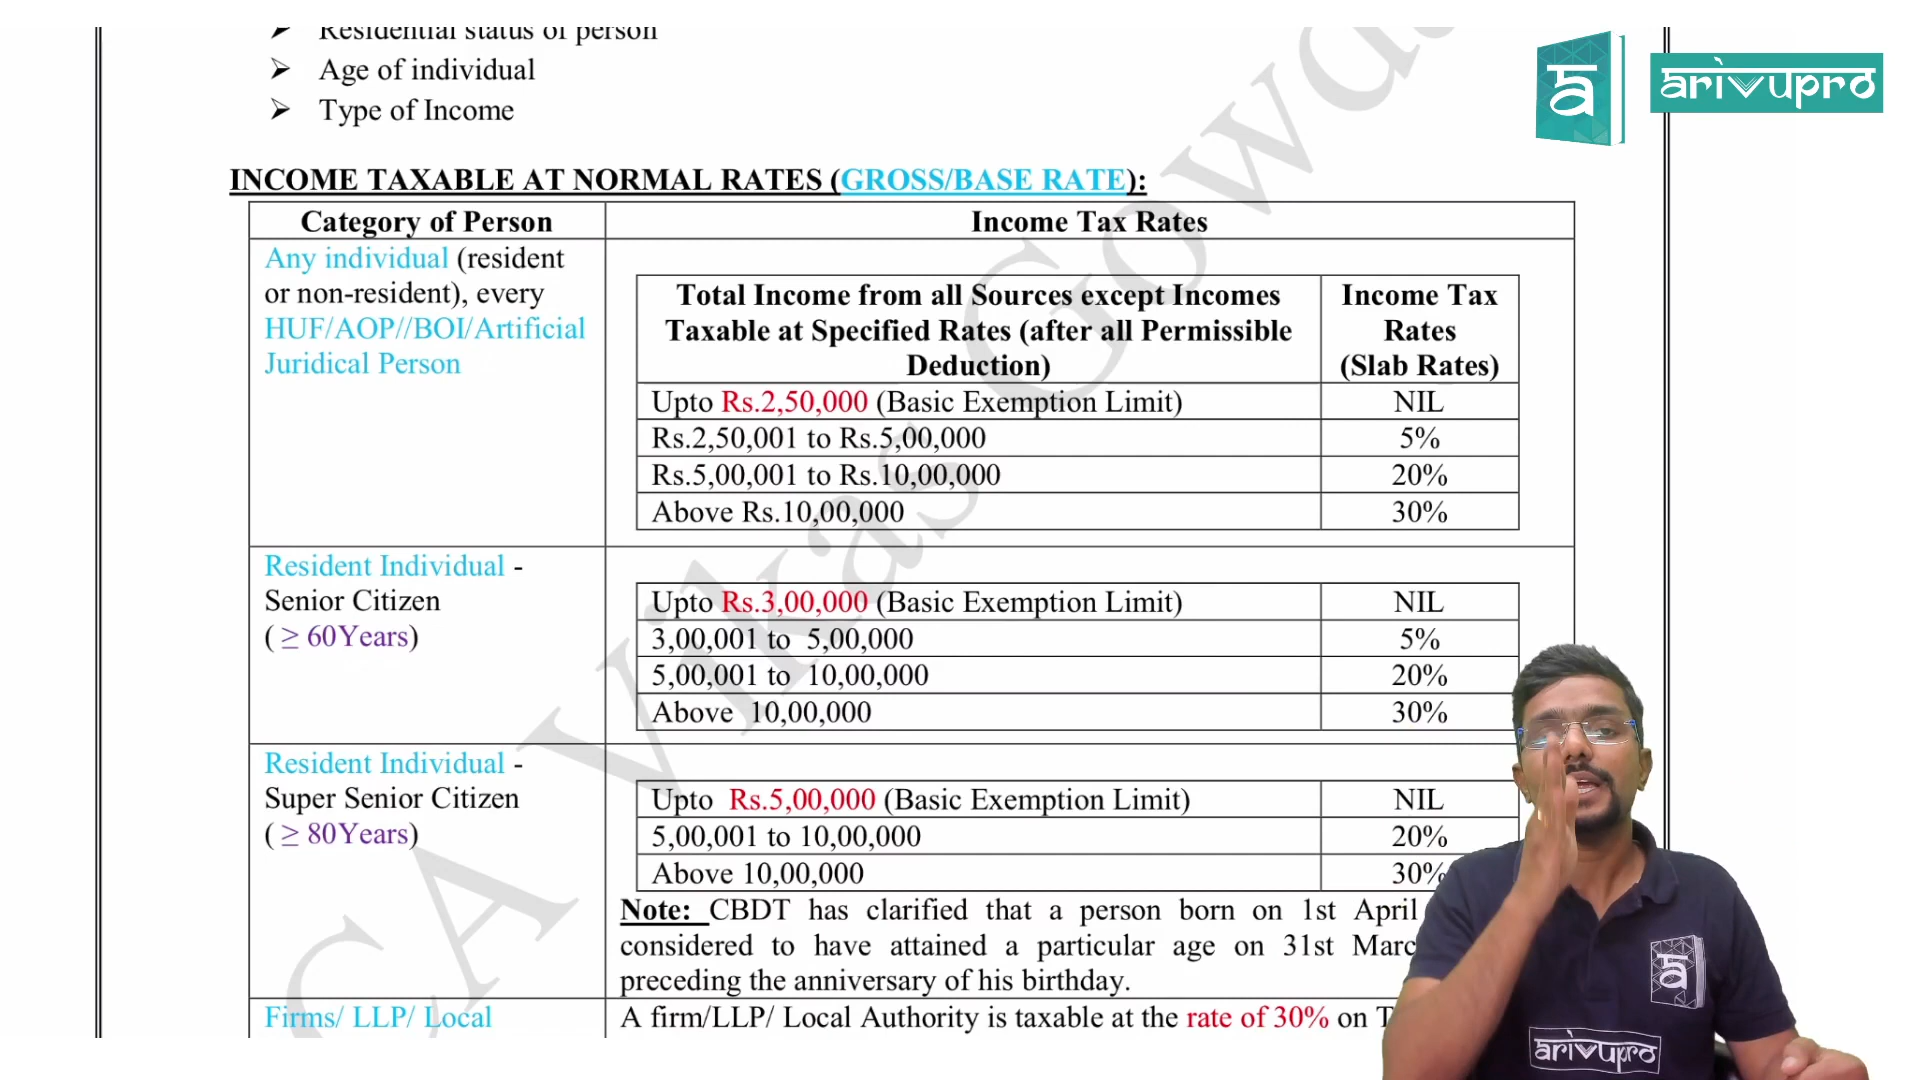 Residential status of person
Age of individual
Type of Income
ā arivupro
INCOME TAXABLE AT NORMAL RATES (GROSS/BASE RATE):
Category of Person Income Tax Rates
Any individual (resident
or non-resident), every
HUF/AOP//BOI/Artificial
Juridical Person
Total Income from all Sources except Incomes
Taxable at Specified Rates (after all Permissible
Deduction)
Income Tax
Rates
(Slab Rates)
Upto Rs.2,50,000 (Basic Exemption Limit) NIL
Rs.2,50,001 to Rs.5,00,000 5%
Rs.5,00,001 to Rs.10,00,000 20%
Above Rs.10,00,000 30%
Resident Individual -
Senior Citizen
( ≥ 60Years)
Upto Rs.3,00,000 (Basic Exemption Limit) NIL
3,00,001 to 5,00,000 5%
5,00,001 to 10,00,000 20%
Above 10,00,000 30%
Resident Individual -
Super Senior Citizen
( ≥ 80Years)
Upto Rs.5,00,000 (Basic Exemption Limit) NIL
5,00,001 to 10,00,000 20%
Above 10,00,000 30%
Note: CBDT has clarified that a person born on 1st April
considered to have attained a particular age on 31st
preceding the anniversary of his birthday.
Firms/ LLP/ Local
A firm/LLP/ Local Authority is taxable at the rate of 30% on
CA Vikas Gowda
ā
arivupro